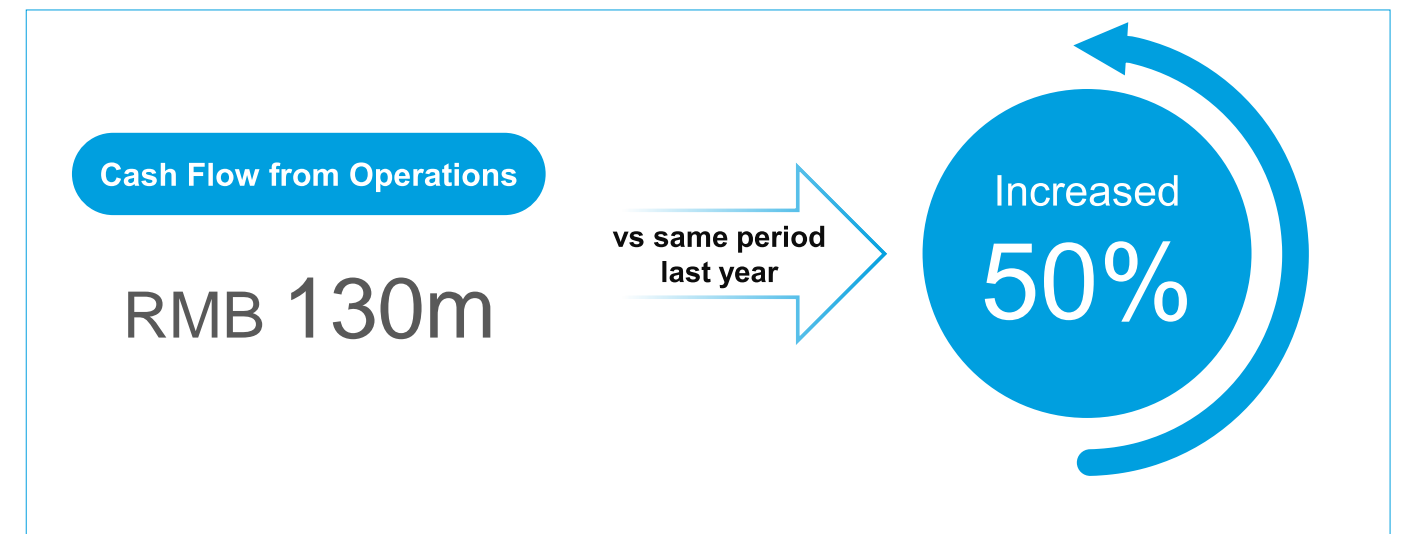 Cash Flow from Operations
RMB 130m
vs same period
last year
Increased
50%